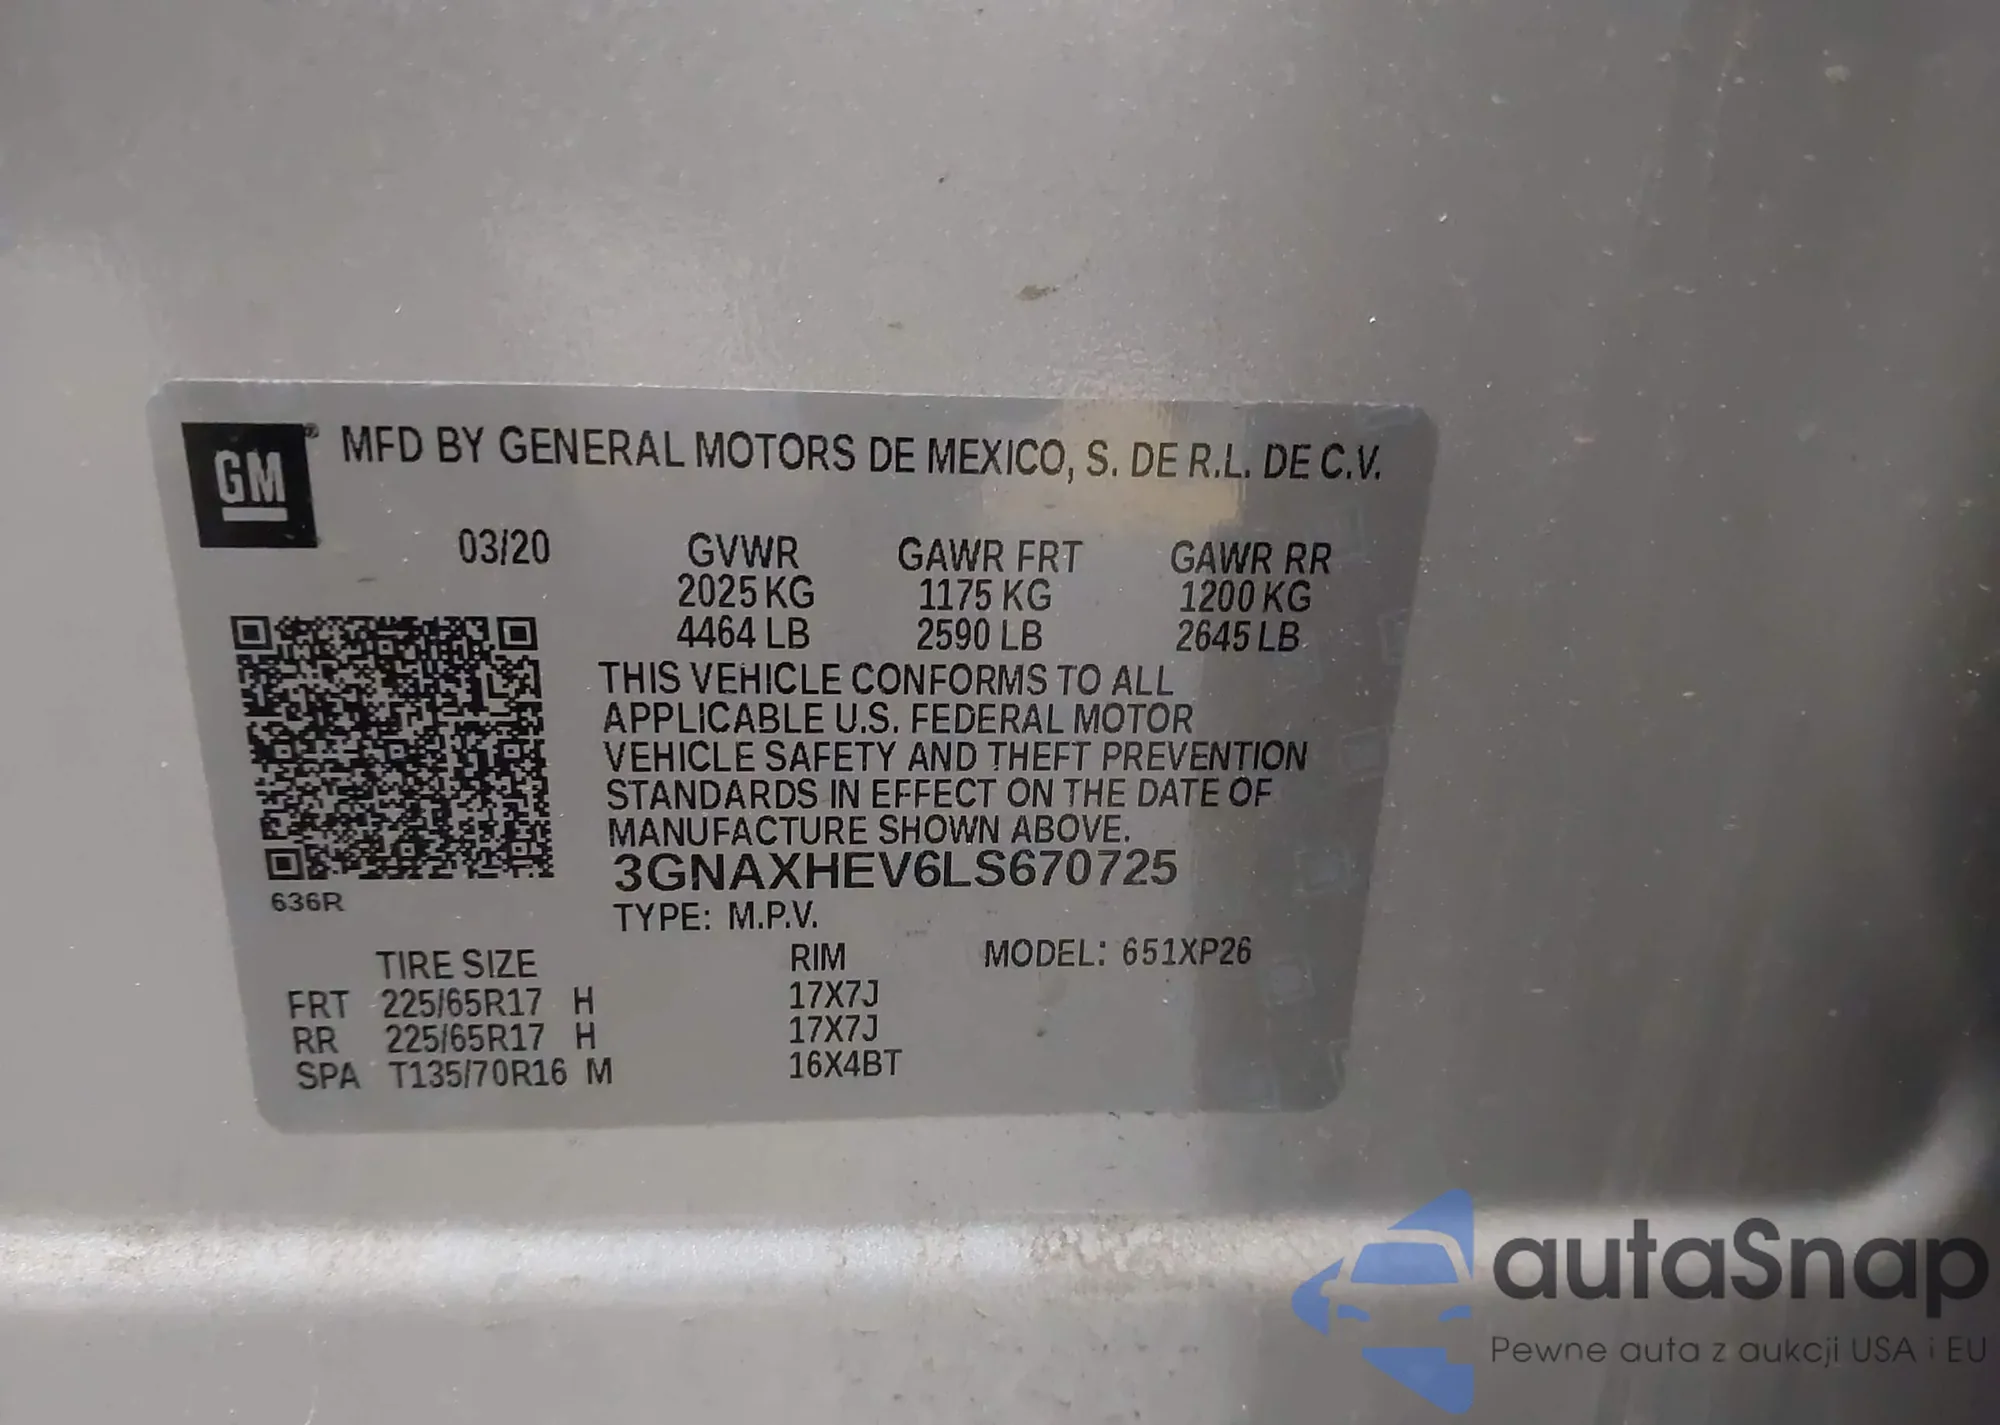 GM® MFD BY GENERAL MOTORS DE MEXICO, S. DE R.L. DE C.V.
03/20 GVWR GAWR FRT GAWR RR
2025 KG 1175 KG 1200 KG
4464 LB 2590 LB 2645 LB
THIS VEHICLE CONFORMS TO ALL
APPLICABLE U.S. FEDERAL MOTOR
VEHICLE SAFETY AND THEFT PREVENTION
STANDARDS IN EFFECT ON THE DATE OF
MANUFACTURE SHOWN ABOVE.
3GNAXHEV6LS670725
636R
TYPE: M.P.V.
TIRE SIZE RIM MODEL: 651XP26
FRT 225/65R17 H 17X7J
RR 225/65R17 H 17X7J
SPA T135/70R16 M 16X4BT
autaSnap
Pewne auta z aukcji USA i EU